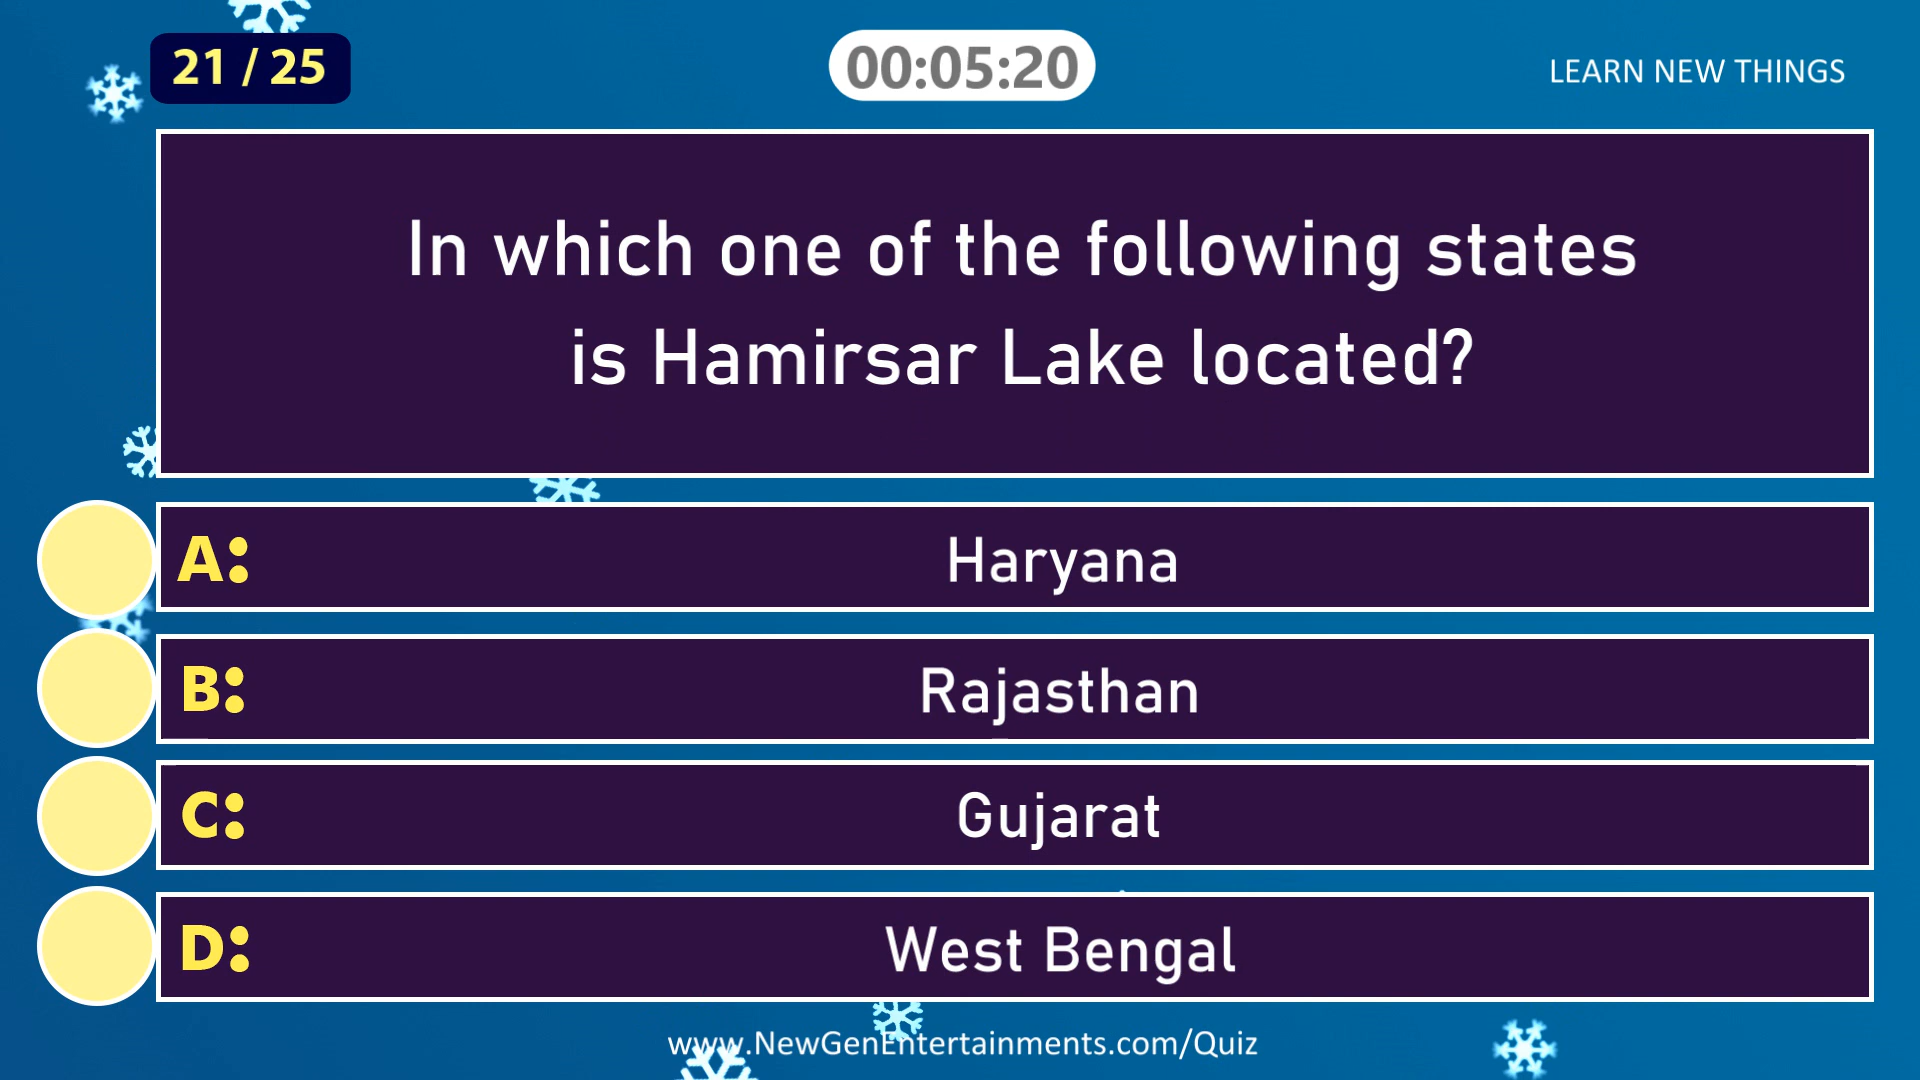 21 / 25
00:05:20
LEARN NEW THINGS
In which one of the following states
is Hamirsar Lake located?
A: Haryana
B: Rajasthan
C: Gujarat
D: West Bengal
www.NewGenEntertainments.com/Quiz